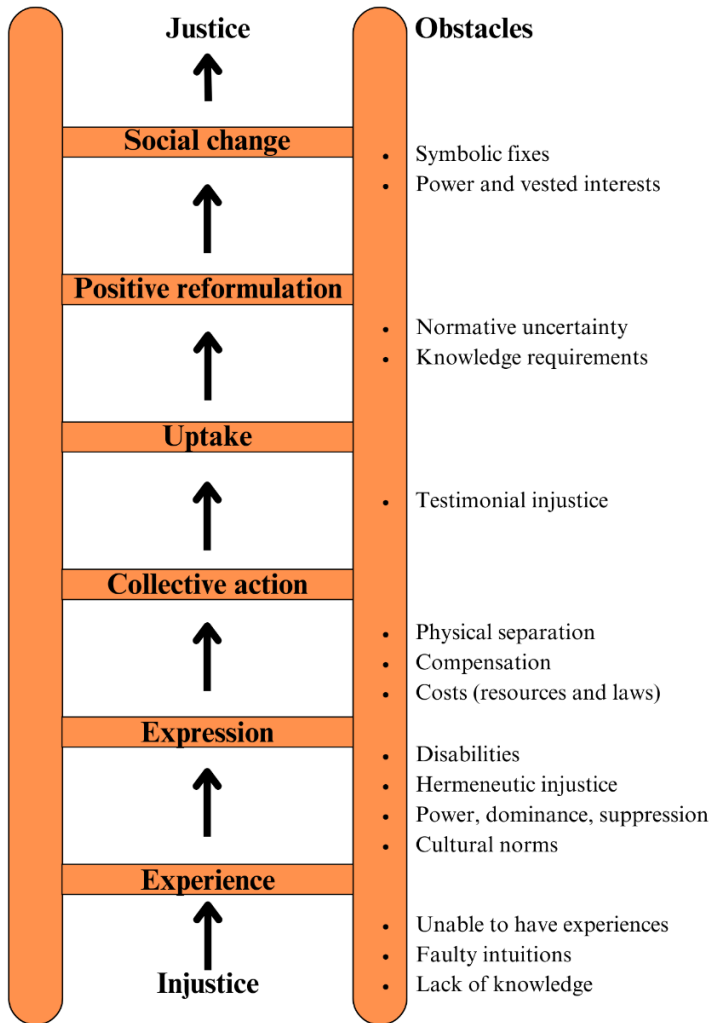 Justice
Obstacles
Social change
• Symbolic fixes
• Power and vested interests
Positive reformulation
• Normative uncertainty
• Knowledge requirements
Uptake
• Testimonial injustice
Collective action
• Physical separation
• Compensation
• Costs (resources and laws)
Expression
• Disabilities
• Hermeneutic injustice
• Power, dominance, suppression
• Cultural norms
Experience
• Unable to have experiences
• Faulty intuitions
• Lack of knowledge
Injustice